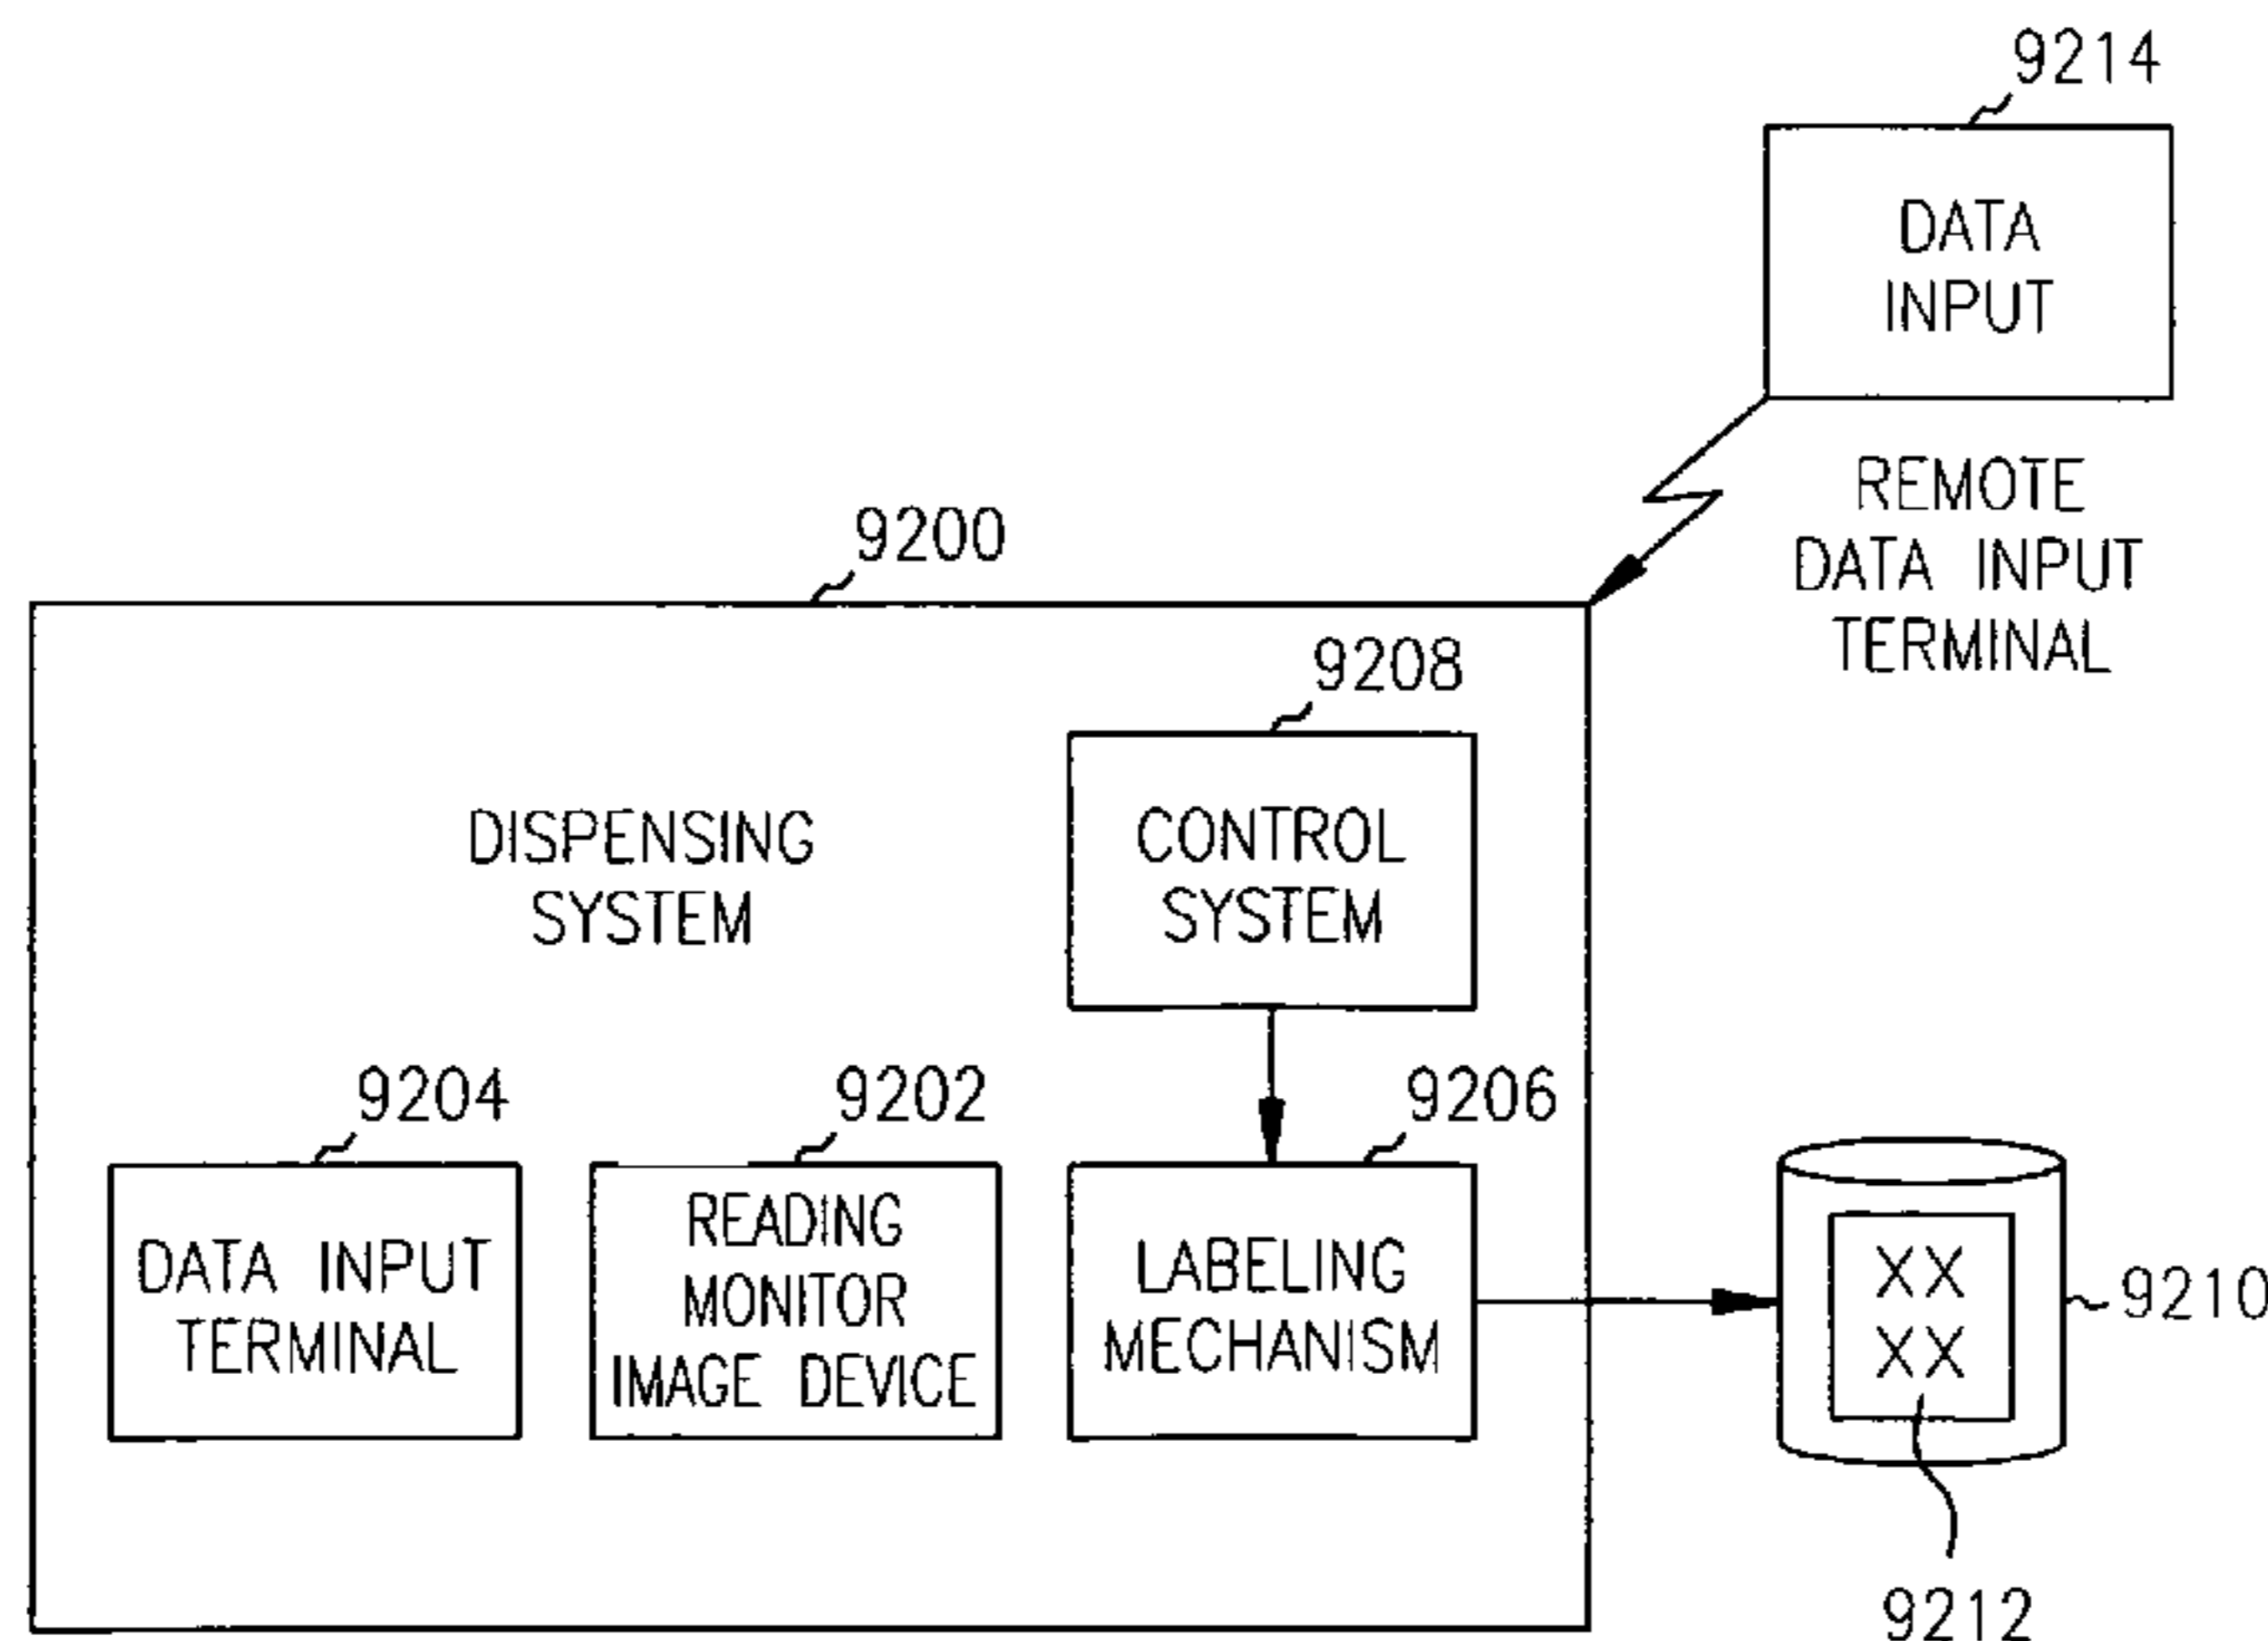 9214
DATA
INPUT
REMOTE
DATA INPUT
TERMINAL
9200
9208
DISPENSING
SYSTEM
CONTROL
SYSTEM
9204
9202
9206
DATA INPUT
TERMINAL
READING
MONITOR
IMAGE DEVICE
LABELING
MECHANISM
XX
XX
9210
9212